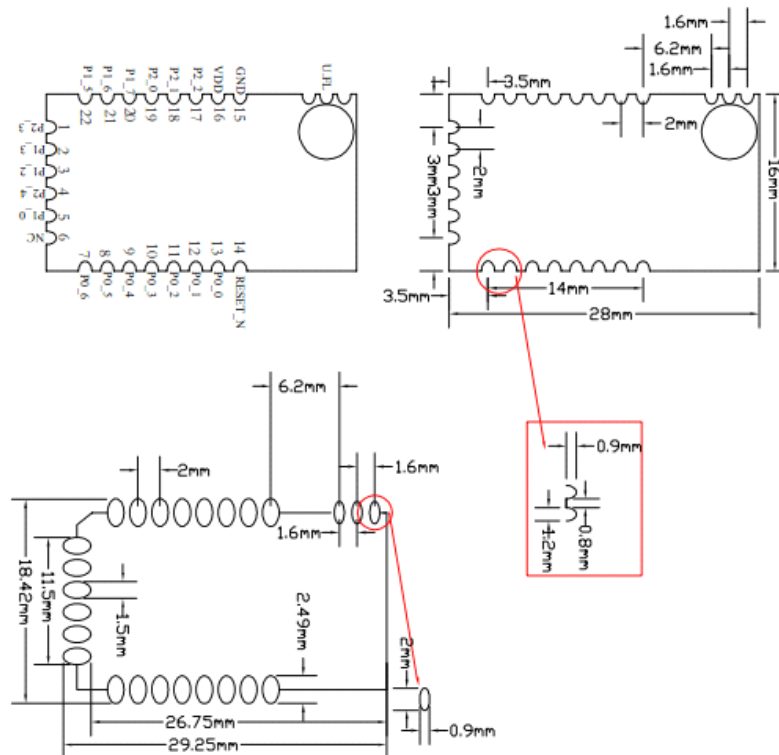 P1_5
P1_6
P1_7
P2_0
P2_1
P2_2
VDD
GND
U.FL
22
21
20
19
18
17
16
15
P2_3
P1_3
P1_2
P2_4
P1_0
NC
1
2
3
4
5
6
7
8
9
10
11
12
13
14
P0_6
P0_5
P0_4
P0_3
P0_2
P0_1
P0_0
RESET_N
1.6mm
6.2mm
1.6mm
3.5mm
2mm
3mm3mm
2mm
16mm
3.5mm
14mm
28mm
0.9mm
1.2mm
0.8mm
6.2mm
2mm
1.6mm
1.6mm
18.42mm
11.5mm
1.5mm
2.49mm
2mm
26.75mm
29.25mm
0.9mm